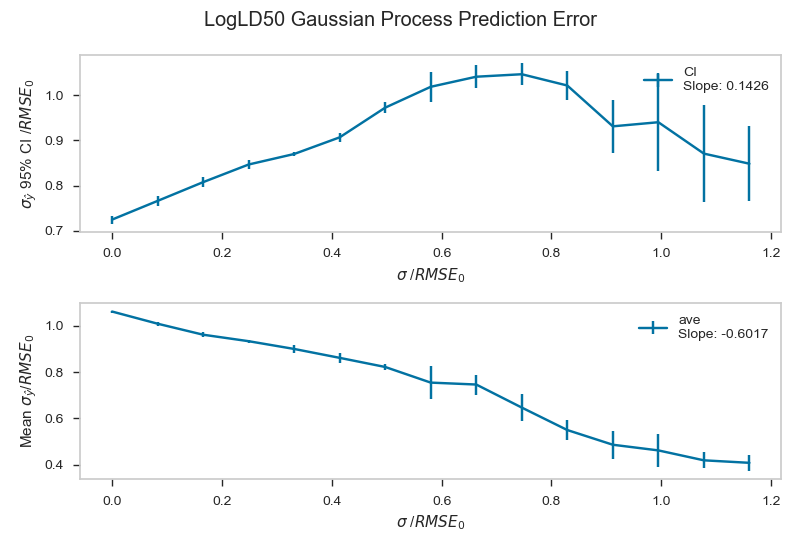 LogLD50 Gaussian Process Prediction Error
σ_ŷ 95% CI /RMSE₀
1.0
0.9
0.8
0.7
CI
Slope: 0.1426
0.0 0.2 0.4 0.6 0.8 1.0 1.2
σ /RMSE₀
Mean σ_ŷ/RMSE₀
1.0
0.8
0.6
0.4
ave
Slope: -0.6017
0.0 0.2 0.4 0.6 0.8 1.0 1.2
σ /RMSE₀